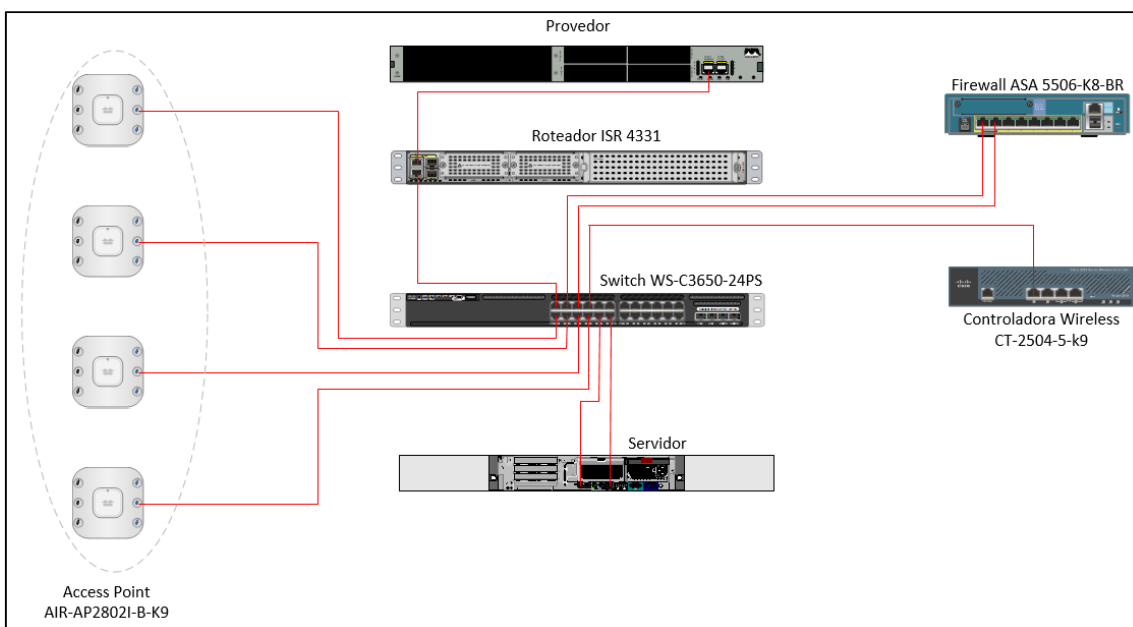 Provedor
Firewall ASA 5506-K8-BR
Roteador ISR 4331
Switch WS-C3650-24PS
Controladora Wireless
CT-2504-5-k9
Servidor
Access Point
AIR-AP2802I-B-K9